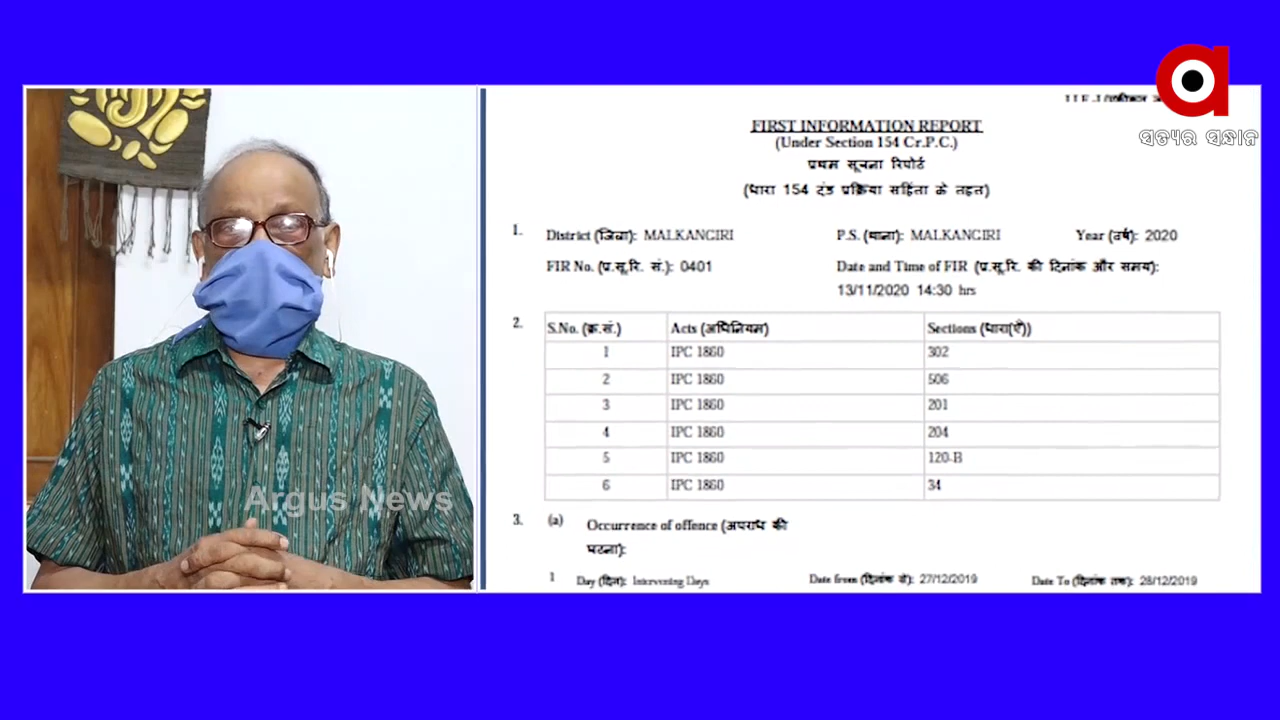 ସତ୍ୟର ସନ୍ଧାନ
FIRST INFORMATION REPORT
(Under Section 154 Cr.P.C.)
प्रथम सूचना रिपोर्ट
(धारा 154 दंड प्रक्रिया सहिंता के तहत)
1. District (जिला): MALKANGIRI P.S. (थाना): MALKANGIRI Year (वर्ष): 2020
FIR No. (प्र.सू.रि. सं.): 0401 Date and Time of FIR (प्र.सू.रि. की दिनांक और समय):
13/11/2020 14:30 hrs
2. S.No. (क्र.सं.) Acts (अधिनियम) Sections (धारा(एँ))
1 IPC 1860 302
2 IPC 1860 506
3 IPC 1860 201
4 IPC 1860 204
5 IPC 1860 120-B
6 IPC 1860 34
Argus News
3. (a) Occurrence of offence (अपराध की
घटना):
1 Day (दिन): Intervening Days Date from (दिनांक से): 27/12/2019 Date To (दिनांक तक): 28/12/2019